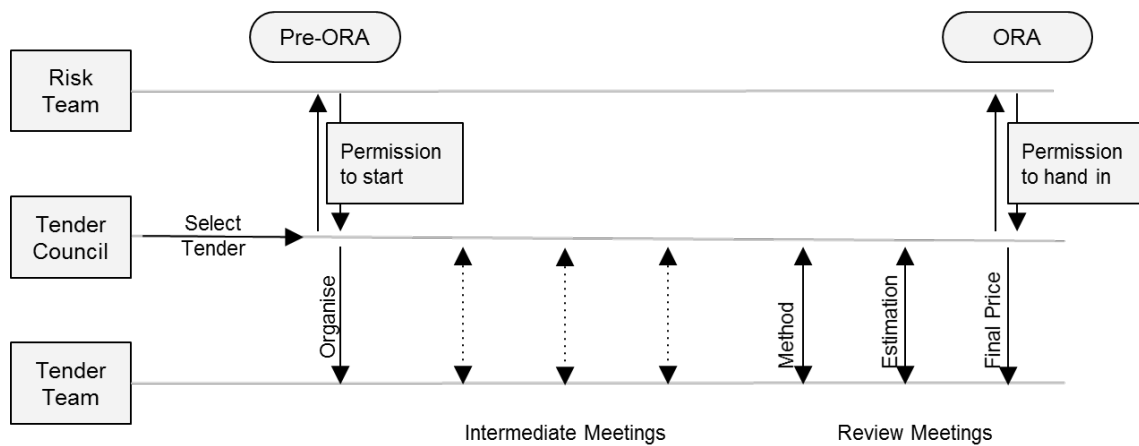 Pre-ORA
ORA
Risk
Team
Permission
to start
Permission
to hand in
Tender
Council
Select
Tender
Organise
Method
Estimation
Final Price
Tender
Team
Intermediate Meetings
Review Meetings